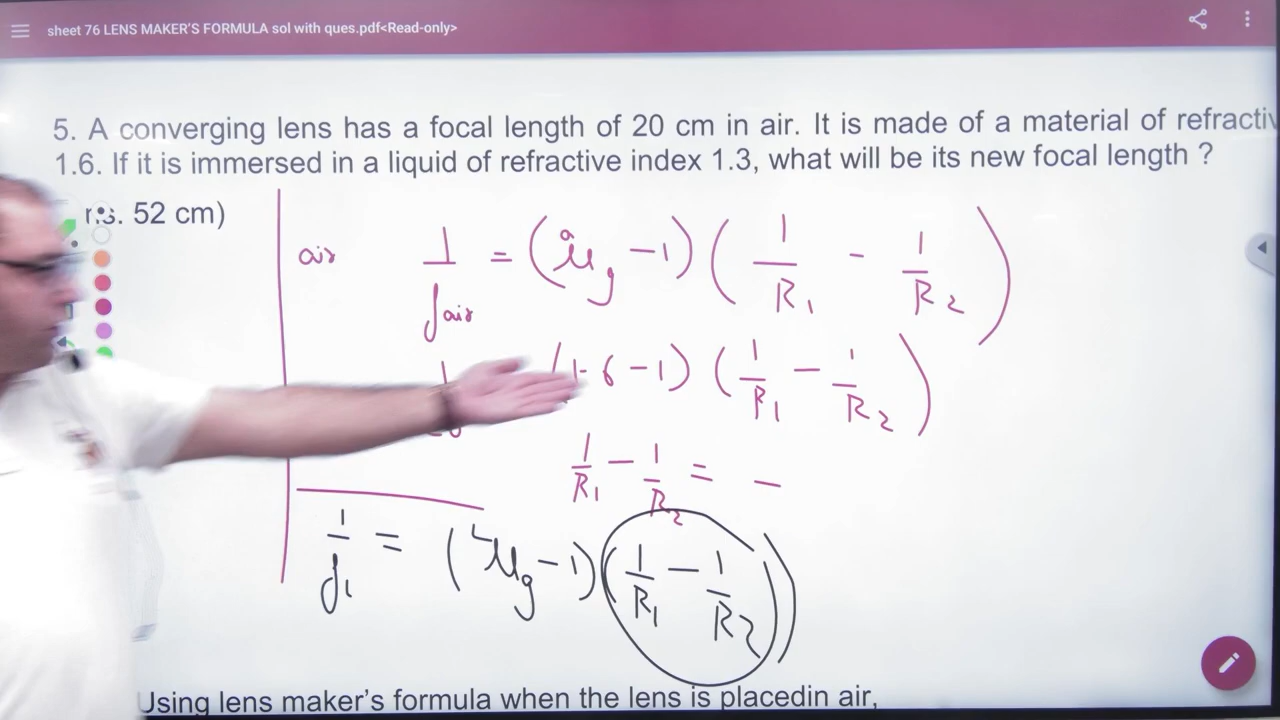 sheet 76 LENS MAKER'S FORMULA sol with ques.pdf<Read-only>
5. A converging lens has a focal length of 20 cm in air. It is made of a material of
1.6. If it is immersed in a liquid of refractive index 1.3, what will be its new focal length ?
52 cm)
air 1/f air = (ᵃμg −1) (1/R1 - 1/R2)
(1.6 −1) (1/R1 − 1/R2)
1/R1 − 1/R2 = −
1/f1 = (ᴸμg −1) (1/R1 − 1/R2))
Using lens maker's formula when the lens is placedin air,